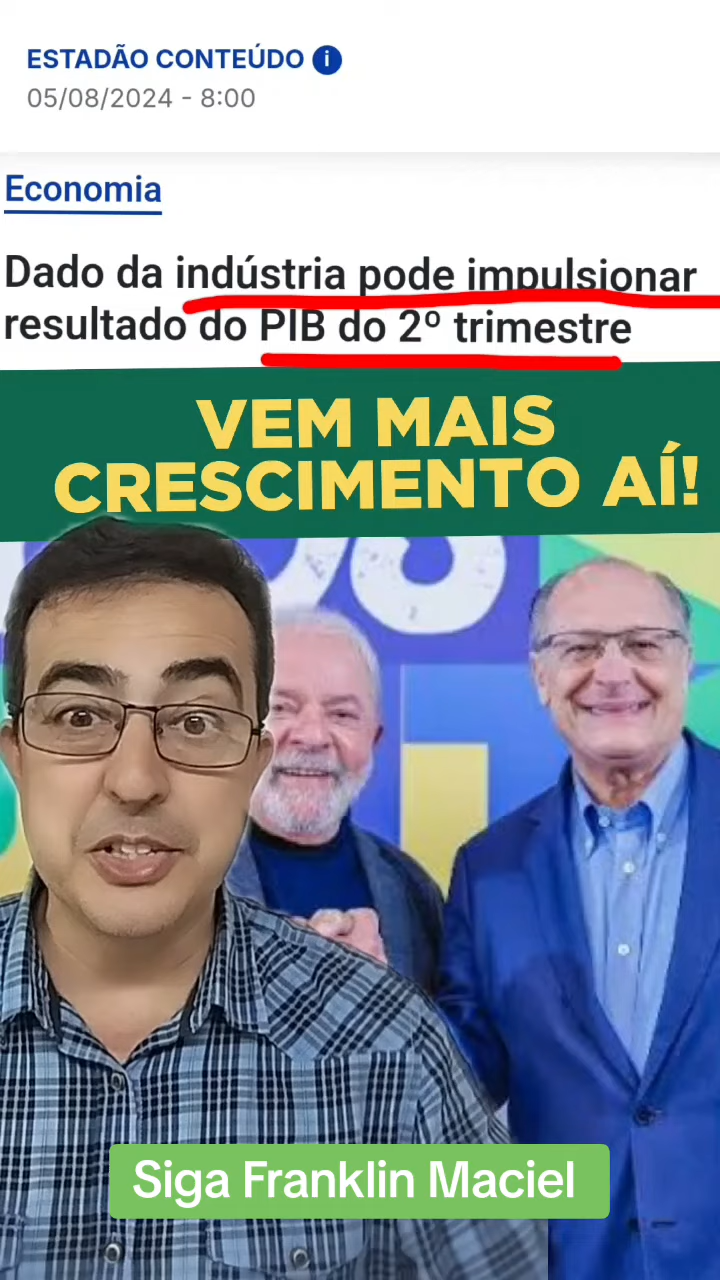 ESTADÃO CONTEÚDO i
05/08/2024 - 8:00
Economia
Dado da indústria pode impulsionar
resultado do PIB do 2º trimestre
VEM MAIS
CRESCIMENTO AÍ!
OS
Siga Franklin Maciel